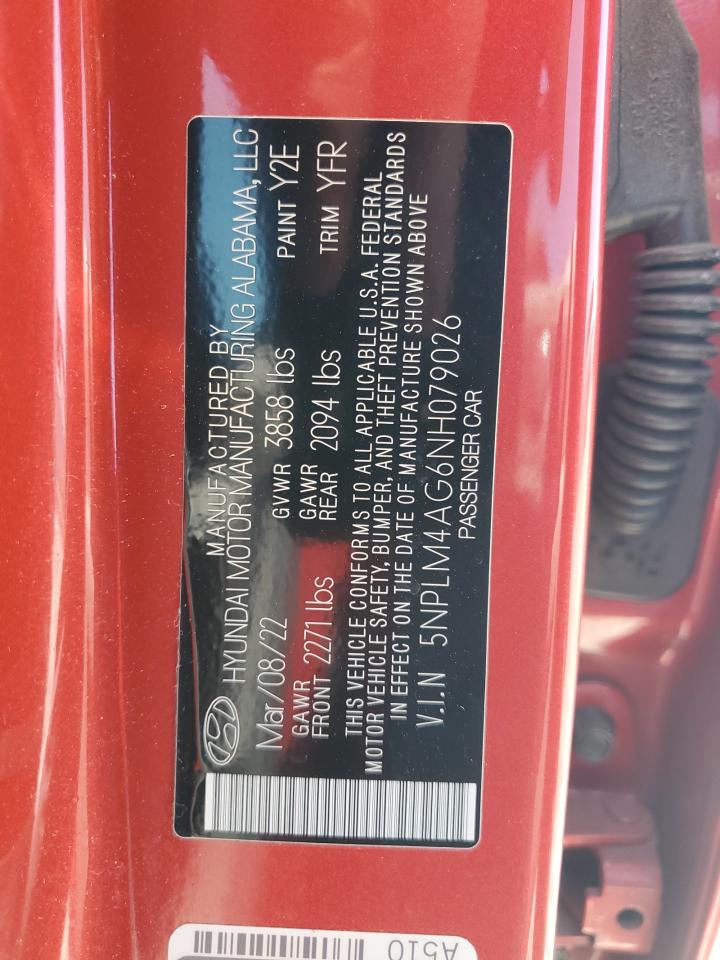 MANUFACTURED BY
HYUNDAI MOTOR MANUFACTURING ALABAMA, LLC
Mar/08/22 GVWR 3858 lbs PAINT Y2E
GAWR FRONT 2271 lbs GAWR REAR 2094 lbs TRIM YFR
THIS VEHICLE CONFORMS TO ALL APPLICABLE U.S.A. FEDERAL
MOTOR VEHICLE SAFETY, BUMPER, AND THEFT PREVENTION STANDARDS
IN EFFECT ON THE DATE OF MANUFACTURE SHOWN ABOVE
V.I.N 5NPLM4AG6NH079026
PASSENGER CAR
A510